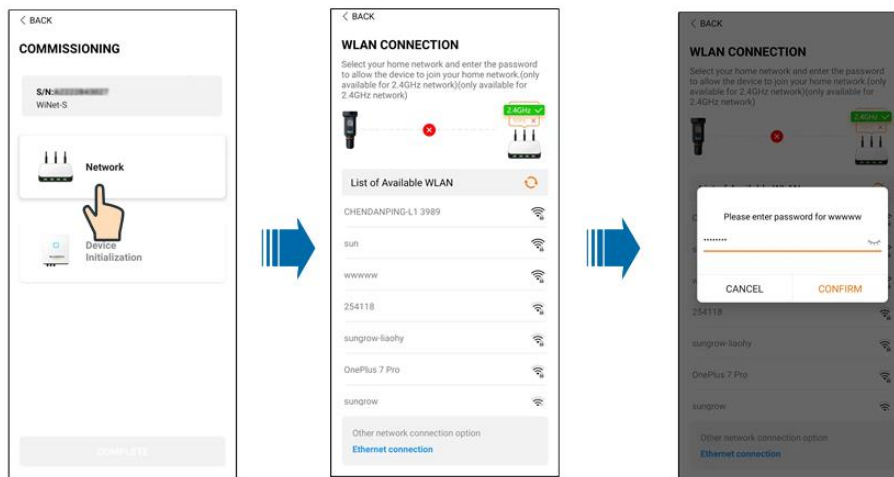 < BACK
COMMISSIONING
S/N:
WiNet-S
Network
Device
Initialization
COMPLETE
< BACK
WLAN CONNECTION
Select your home network and enter the password
to allow the device to join your home network.(only
available for 2.4GHz network)(only available for
2.4GHz network)
2.4GHz
List of Available WLAN
CHENDANPING-L1 3989
sun
wwwww
254118
sungrow-liaohy
OnePlus 7 Pro
sungrow
Other network connection option
Ethernet connection
< BACK
WLAN CONNECTION
Select your home network and enter the password
to allow the device to join your home network.(only
available for 2.4GHz network)(only available for
2.4GHz network)
2.4GHz
List of Available WLAN
Please enter password for wwwww
········
CANCEL
CONFIRM
254118
sungrow-liaohy
OnePlus 7 Pro
sungrow
Other network connection option
Ethernet connection